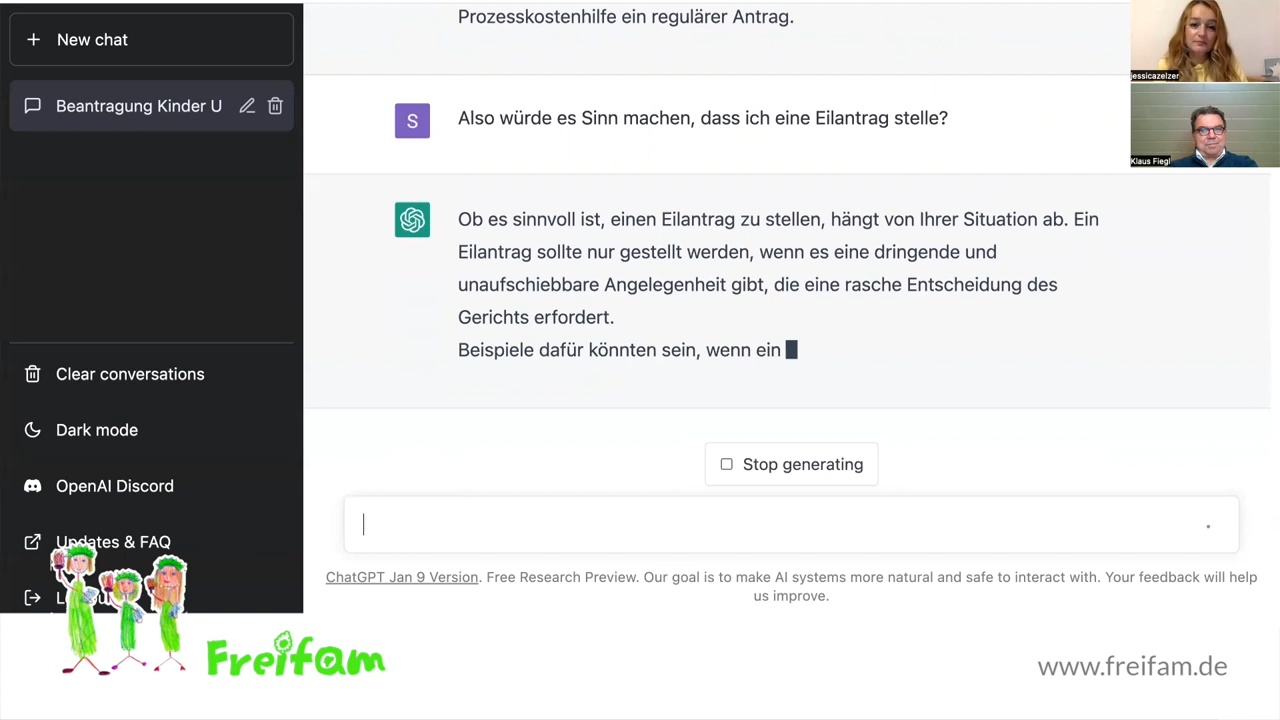 New chat
Beantragung Kinder U
Clear conversations
Dark mode
OpenAI Discord
Updates & FAQ
Prozesskostenhilfe ein regulärer Antrag.
S
Also würde es Sinn machen, dass ich eine Eilantrag stelle?
Ob es sinnvoll ist, einen Eilantrag zu stellen, hängt von Ihrer Situation ab. Ein
Eilantrag sollte nur gestellt werden, wenn es eine dringende und
unaufschiebbare Angelegenheit gibt, die eine rasche Entscheidung des
Gerichts erfordert.
Beispiele dafür könnten sein, wenn ein
Stop generating
ChatGPT Jan 9 Version. Free Research Preview. Our goal is to make AI systems more natural and safe to interact with. Your feedback will help
us improve.
jessicazelzer
Klaus Fiegl
Freifam
www.freifam.de